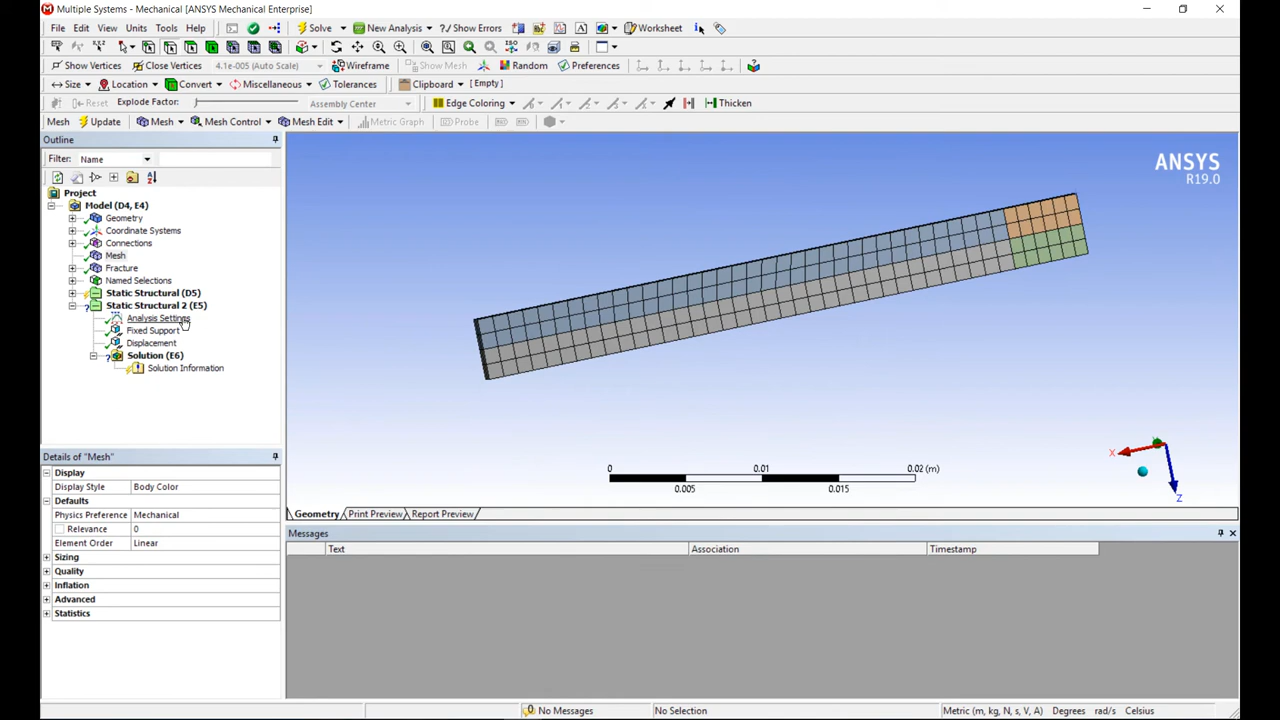 Multiple Systems - Mechanical [ANSYS Mechanical Enterprise]
File Edit View Units Tools Help Solve New Analysis ? Show Errors Worksheet
4.1e-005 (Auto Scale) Wireframe Show Mesh Random Preferences
Show Vertices Close Vertices
Size Location Convert Miscellaneous Tolerances Clipboard [ Empty ]
Reset Explode Factor: Assembly Center Edge Coloring Thicken
Mesh Update Mesh Mesh Control Mesh Edit Metric Graph Probe
Outline
Filter: Name
Project
Model (D4, E4)
Geometry
Coordinate Systems
Connections
Mesh
Fracture
Named Selections
Static Structural (D5)
Static Structural 2 (E5)
Analysis Settings
Fixed Support
Displacement
Solution (E6)
Solution Information
ANSYS
R19.0
X
Z
0 0.01 0.02 (m)
0.005 0.015
Details of "Mesh"
Display
Display Style Body Color
Defaults
Physics Preference Mechanical
Relevance 0
Element Order Linear
Sizing
Quality
Inflation
Advanced
Statistics
Geometry Print Preview Report Preview
Messages
Text Association Timestamp
0 No Messages No Selection Metric (m, kg, N, s, V, A) Degrees rad/s Celsius